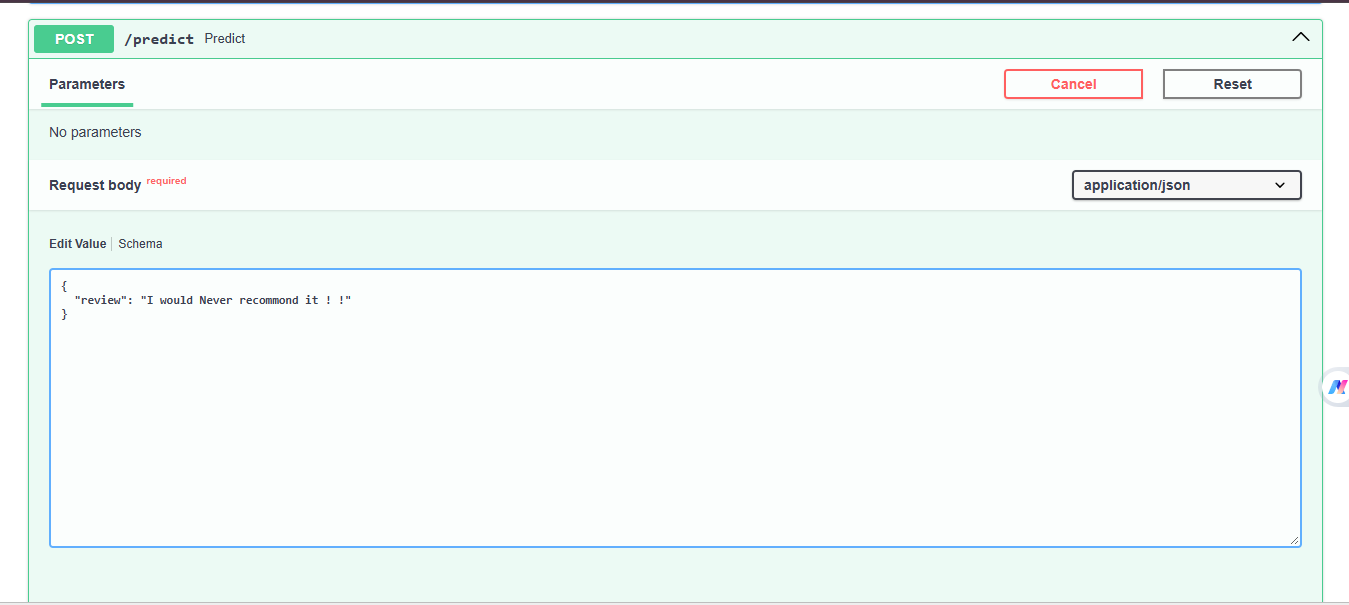 POST /predict Predict
Parameters Cancel Reset
No parameters
Request body required application/json
Edit Value Schema
{
"review": "I would Never recommond it ! !"
}